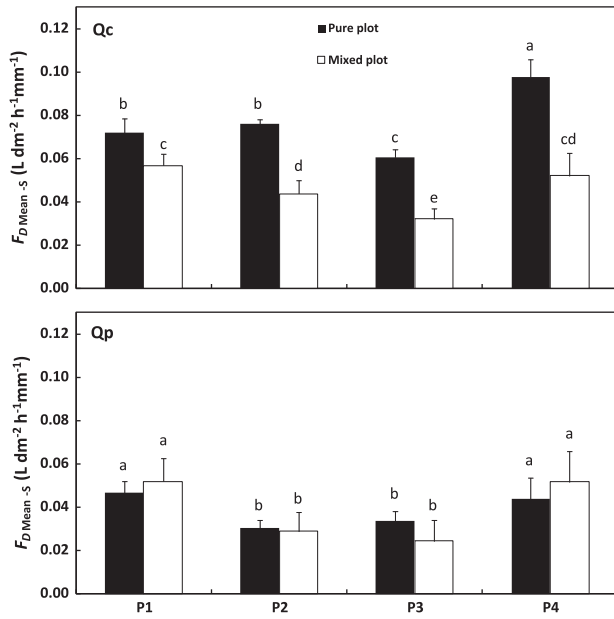 Qc
Pure plot
Mixed plot
F_D Mean -S (L dm⁻² h⁻¹mm⁻¹)
0.12
0.10
0.08
0.06
0.04
0.02
0.00
b
c
b
d
c
e
a
cd
Qp
F_D Mean -S (L dm⁻² h⁻¹mm⁻¹)
0.12
0.10
0.08
0.06
0.04
0.02
0.00
a
a
b
b
b
b
a
a
P1
P2
P3
P4